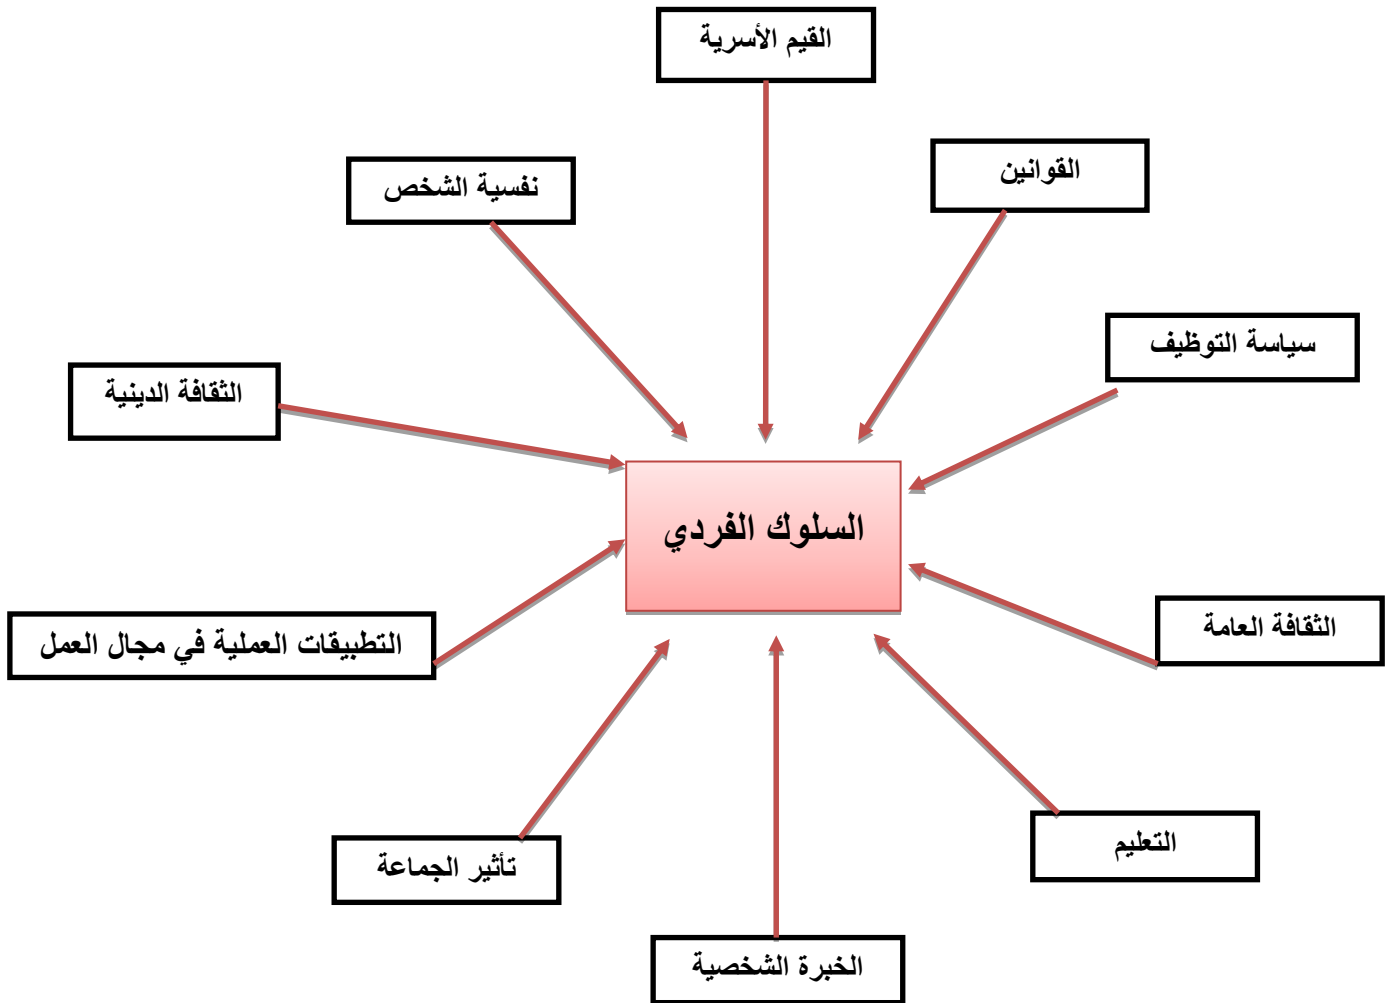 القيم الأسرية
القوانين
نفسية الشخص
سياسة التوظيف
الثقافة الدينية
السلوك الفردي
الثقافة العامة
التطبيقات العملية في مجال العمل
التعليم
تأثير الجماعة
الخبرة الشخصية